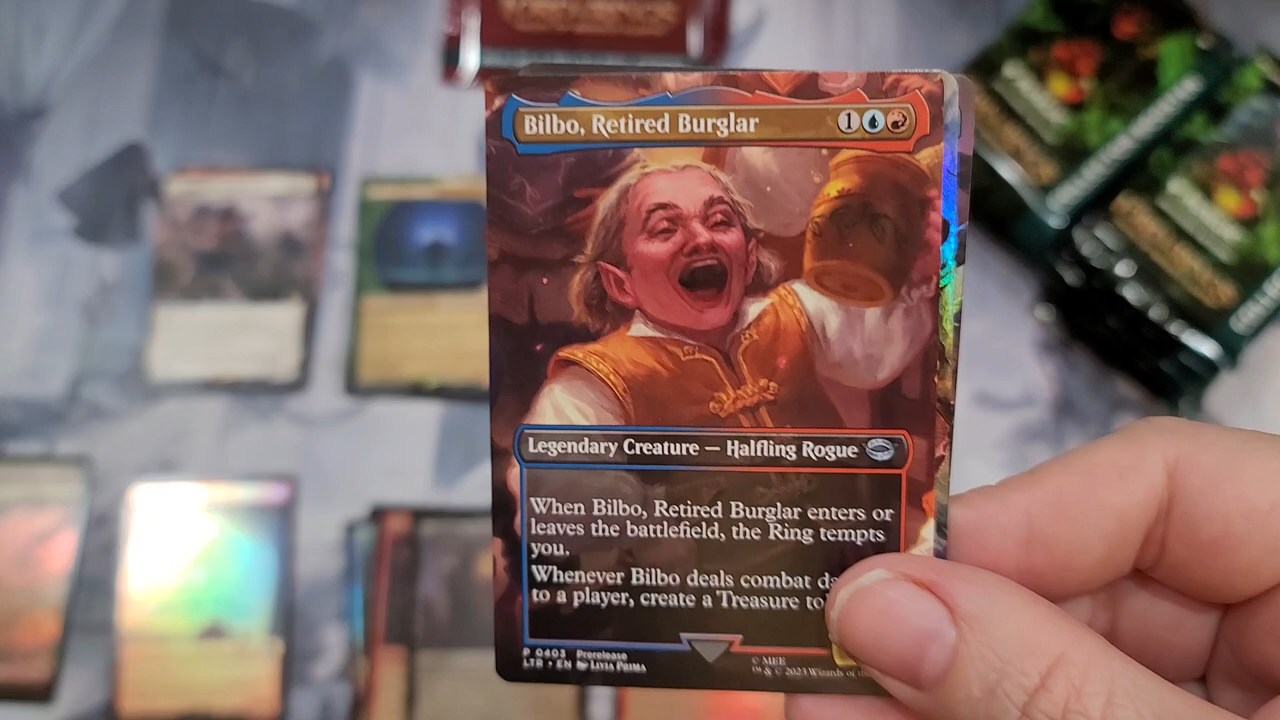 Bilbo, Retired Burglar
1
Legendary Creature — Halfling Rogue
When Bilbo, Retired Burglar enters or
leaves the battlefield, the Ring tempts
you.
Whenever Bilbo deals combat da
to a player, create a Treasure to
P 0403 Prerelease
LTR • EN LIVIA PRIMA
© MEE
™ & © 2023 Wizards of the